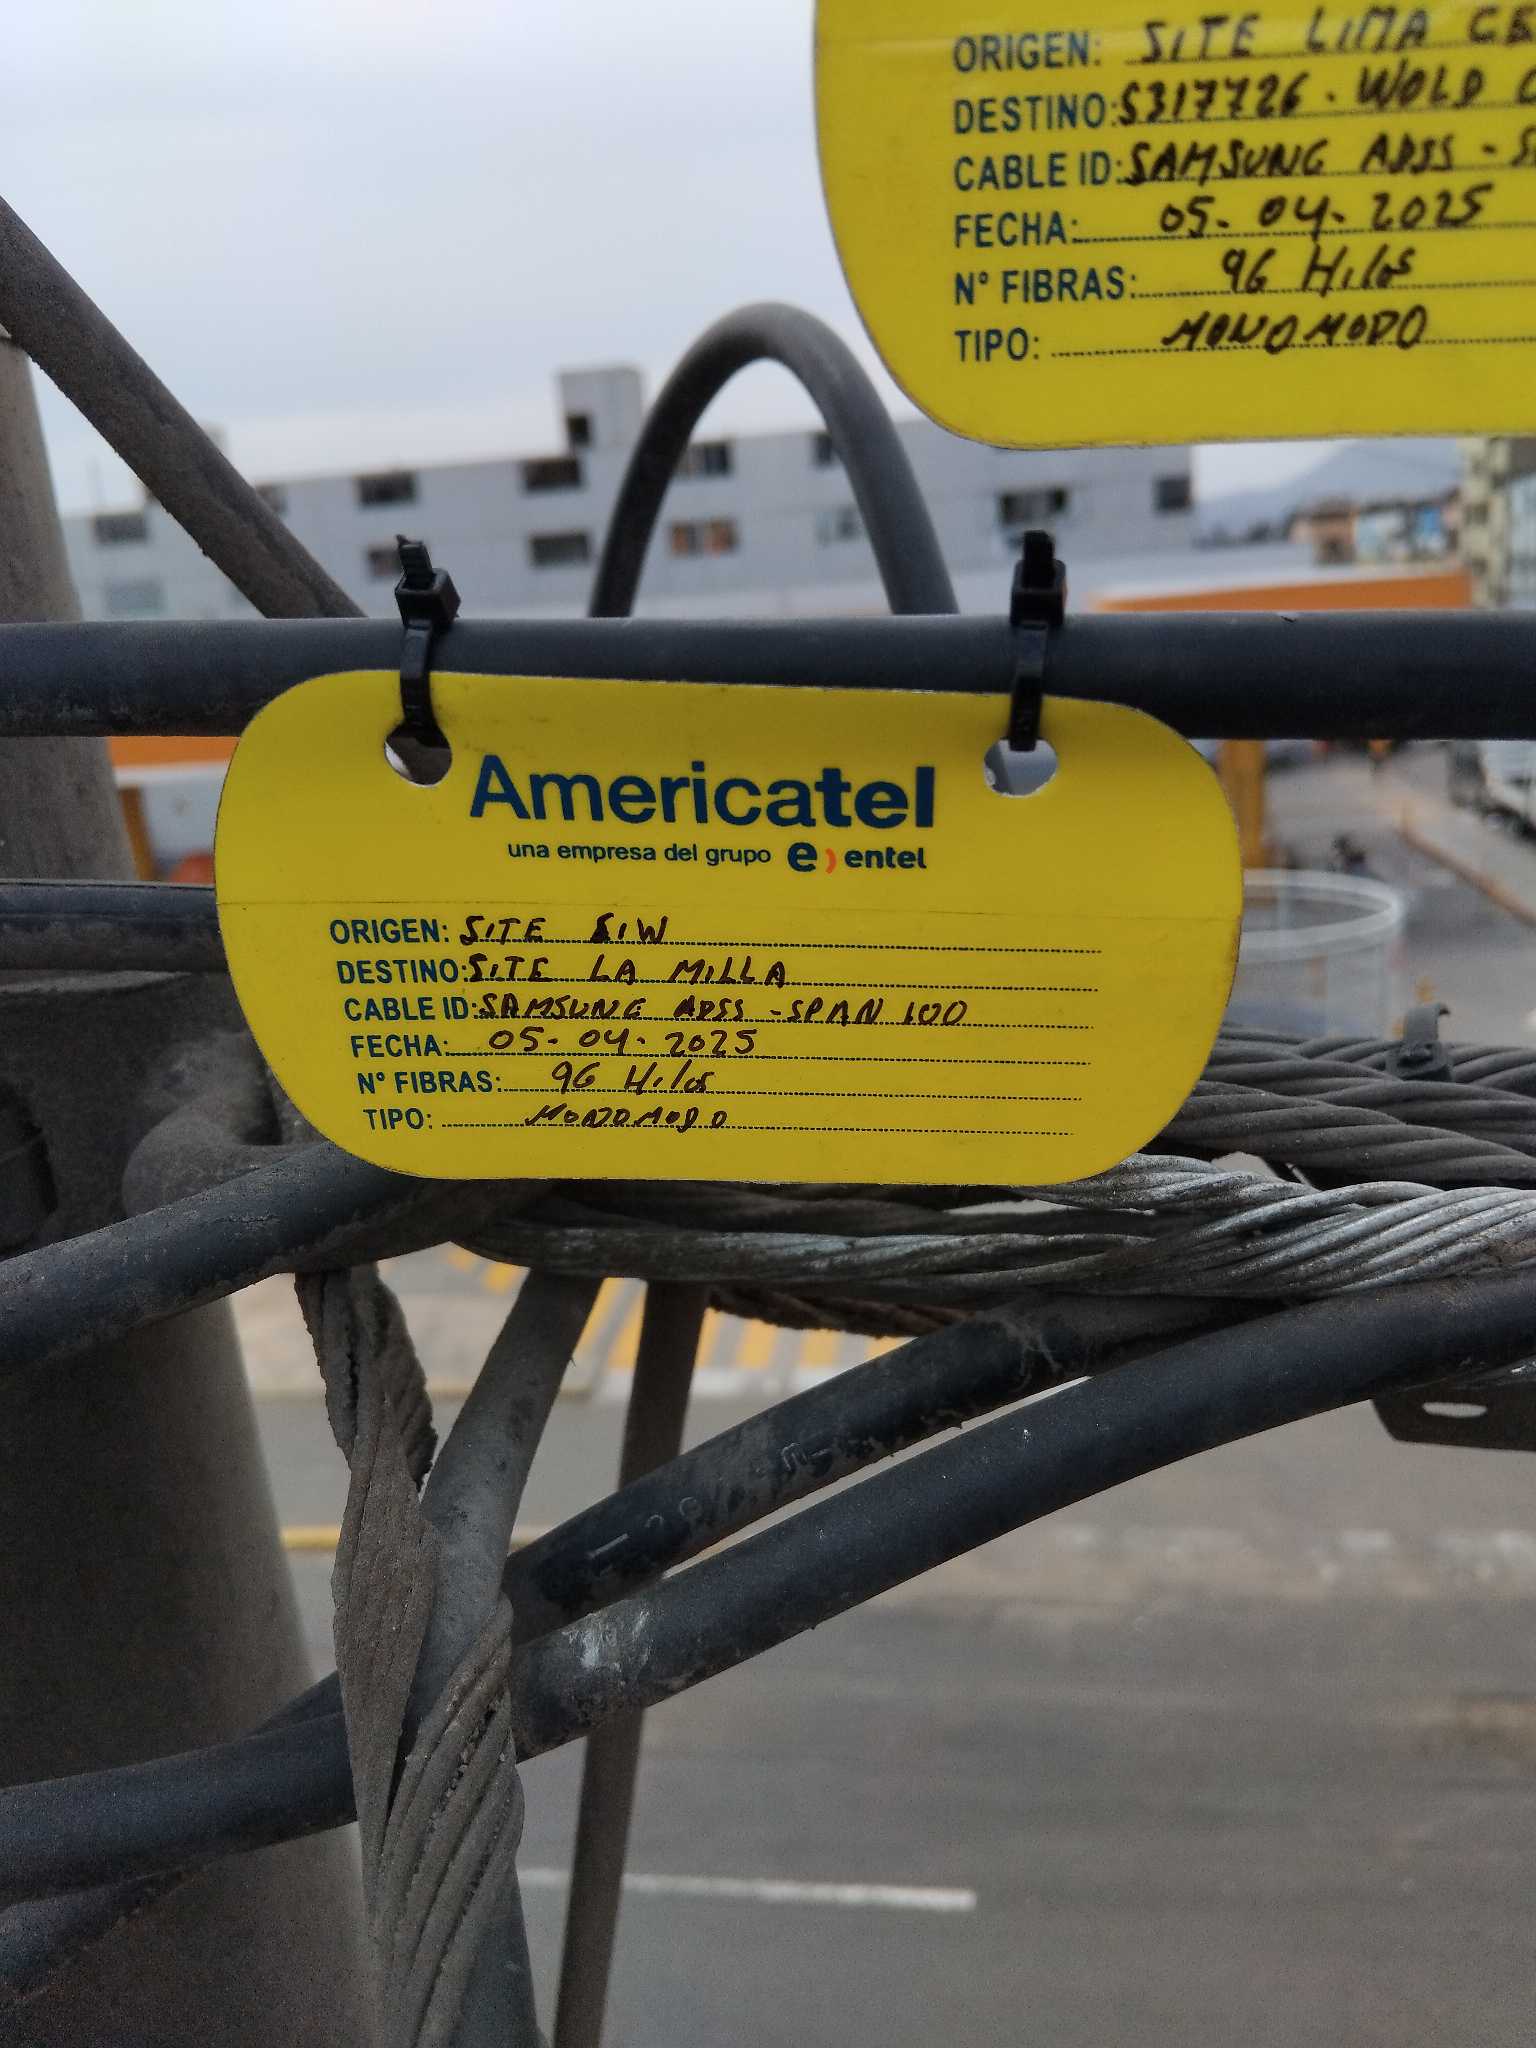 ORIGEN: SITE LIMA CE
DESTINO: S317726 - WOLD
CABLE ID: SAMSUNG ADSS -
FECHA: 05-04-2025
N° FIBRAS: 96 Hilos
TIPO: MONOMODO
Americatel
una empresa del grupo e) entel
ORIGEN: SITE SIW
DESTINO: SITE LA MILLA
CABLE ID: SAMSUNG ADSS - SPAN 100
FECHA: 05-04-2025
N° FIBRAS: 96 Hilos
TIPO: MONOMODO